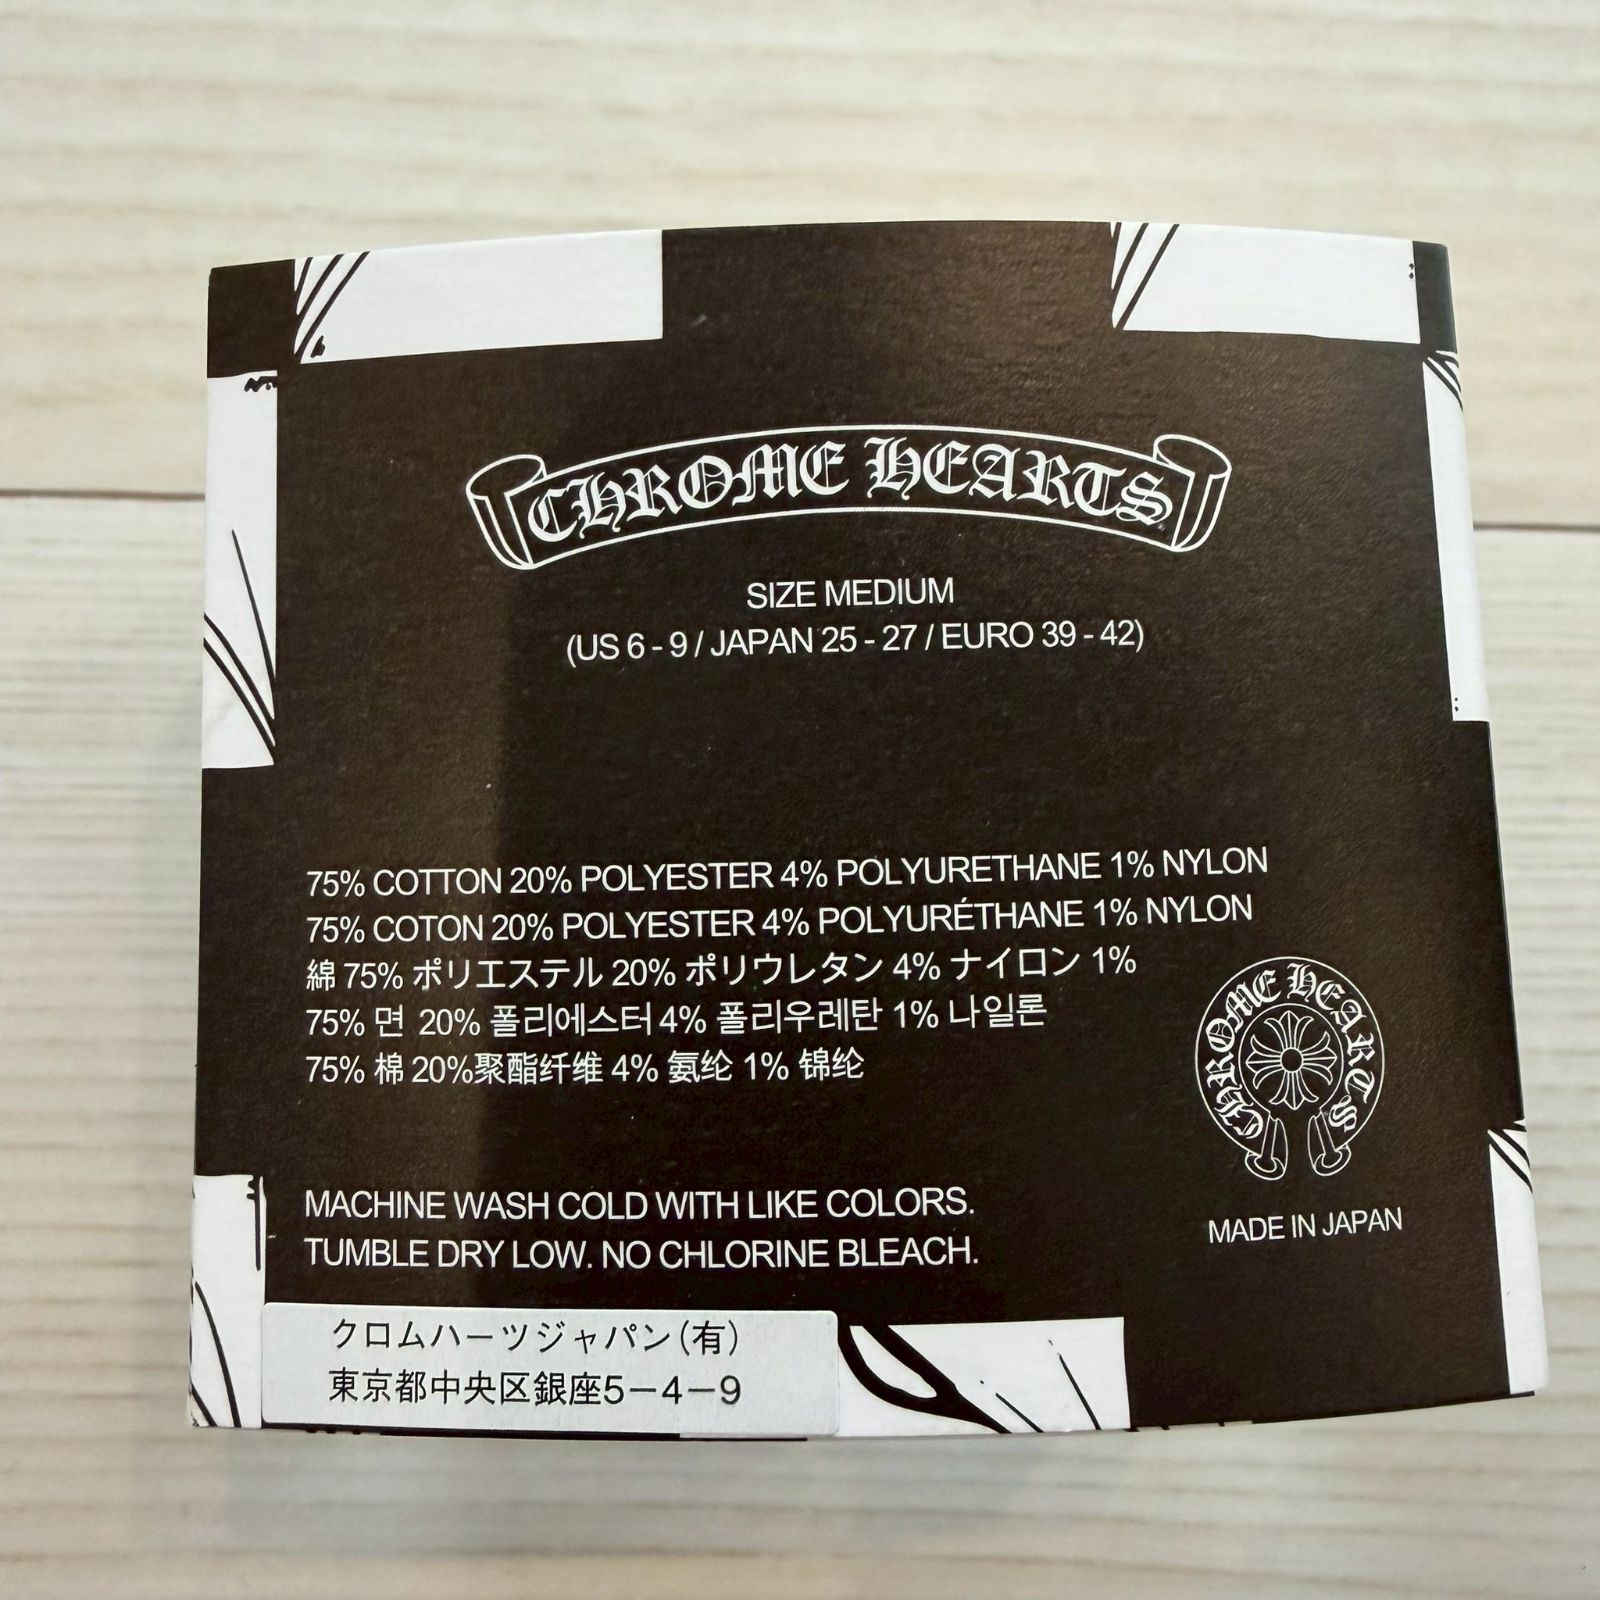 CHROME HEARTS
SIZE MEDIUM
(US 6 - 9 / JAPAN 25 - 27 / EURO 39 - 42)
75% COTTON 20% POLYESTER 4% POLYURETHANE 1% NYLON
75% COTON 20% POLYESTER 4% POLYURÉTHANE 1% NYLON
綿 75% ポリエステル 20% ポリウレタン 4% ナイロン 1%
75% 면 20% 폴리에스터 4% 폴리우레탄 1% 나일론
75% 棉 20%聚酯纤维 4% 氨纶 1% 锦纶
CHROME HEARTS
MADE IN JAPAN
MACHINE WASH COLD WITH LIKE COLORS.
TUMBLE DRY LOW. NO CHLORINE BLEACH.
クロムハーツジャパン(有)
東京都中央区銀座5－4－9